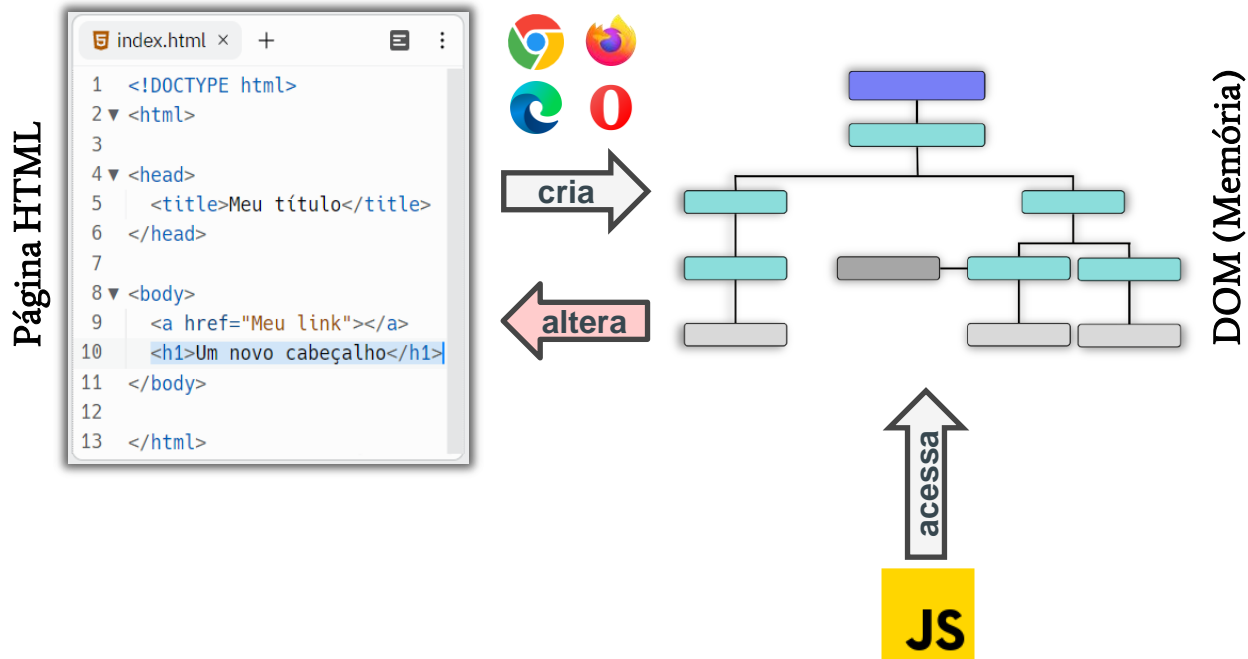 Página HTML
index.html × +
1 <!DOCTYPE html>
2 ▼ <html>
3
4 ▼ <head>
5 <title>Meu título</title>
6 </head>
7
8 ▼ <body>
9 <a href="Meu link"></a>
10 <h1>Um novo cabeçalho</h1>
11 </body>
12
13 </html>
cria
altera
DOM (Memória)
acessa
JS